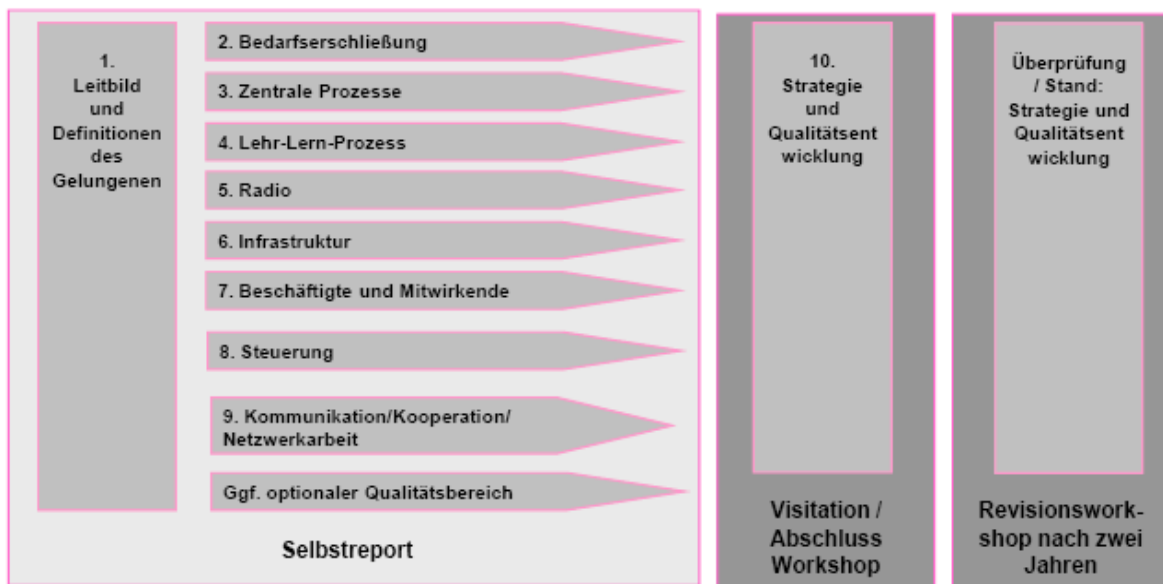 1.
Leitbild
und
Definitionen
des
Gelungenen
2. Bedarfserschließung
3. Zentrale Prozesse
4. Lehr-Lern-Prozess
5. Radio
6. Infrastruktur
7. Beschäftigte und Mitwirkende
8. Steuerung
9. Kommunikation/Kooperation/
Netzwerkarbeit
Ggf. optionaler Qualitätsbereich
Selbstreport
10.
Strategie
und
Qualitätsent
wicklung
Visitation /
Abschluss
Workshop
Überprüfung
/ Stand:
Strategie und
Qualitätsent
wicklung
Revisionswork-
shop nach zwei
Jahren